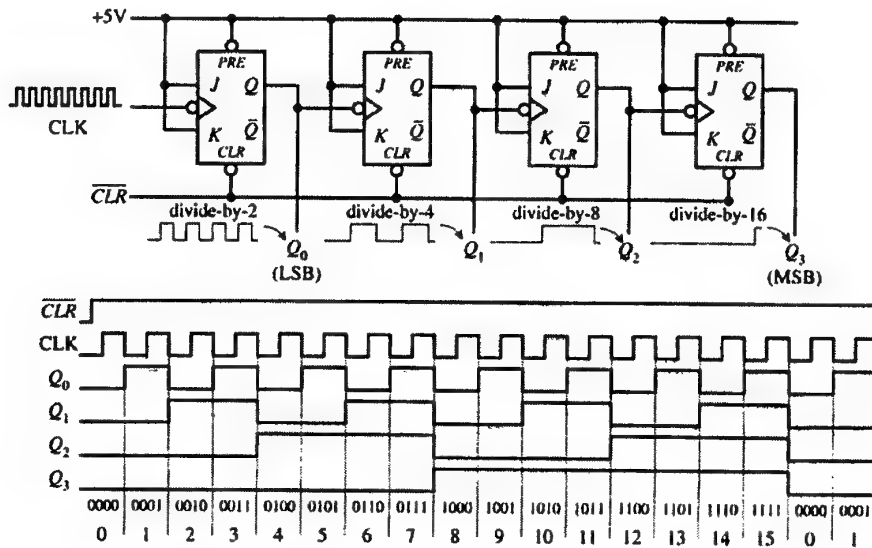 +5V
PRE PRE PRE PRE
J Q J Q J Q J Q
CLK
K Q̅ K Q̅ K Q̅ K Q̅
CLR CLR CLR CLR
C̅L̅R̅
divide-by-2 divide-by-4 divide-by-8 divide-by-16
Q₀ Q₁ Q₂ Q₃
(LSB) (MSB)
C̅L̅R̅
CLK
Q₀
Q₁
Q₂
Q₃
0000 0001 0010 0011 0100 0101 0110 0111 1000 1001 1010 1011 1100 1101 1110 1111 0000 0001
0 1 2 3 4 5 6 7 8 9 10 11 12 13 14 15 0 1